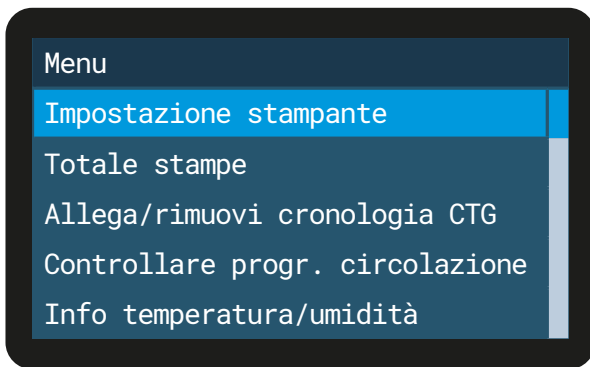 Menu
Impostazione stampante
Totale stampe
Allega/rimuovi cronologia CTG
Controllare progr. circolazione
Info temperatura/umidità